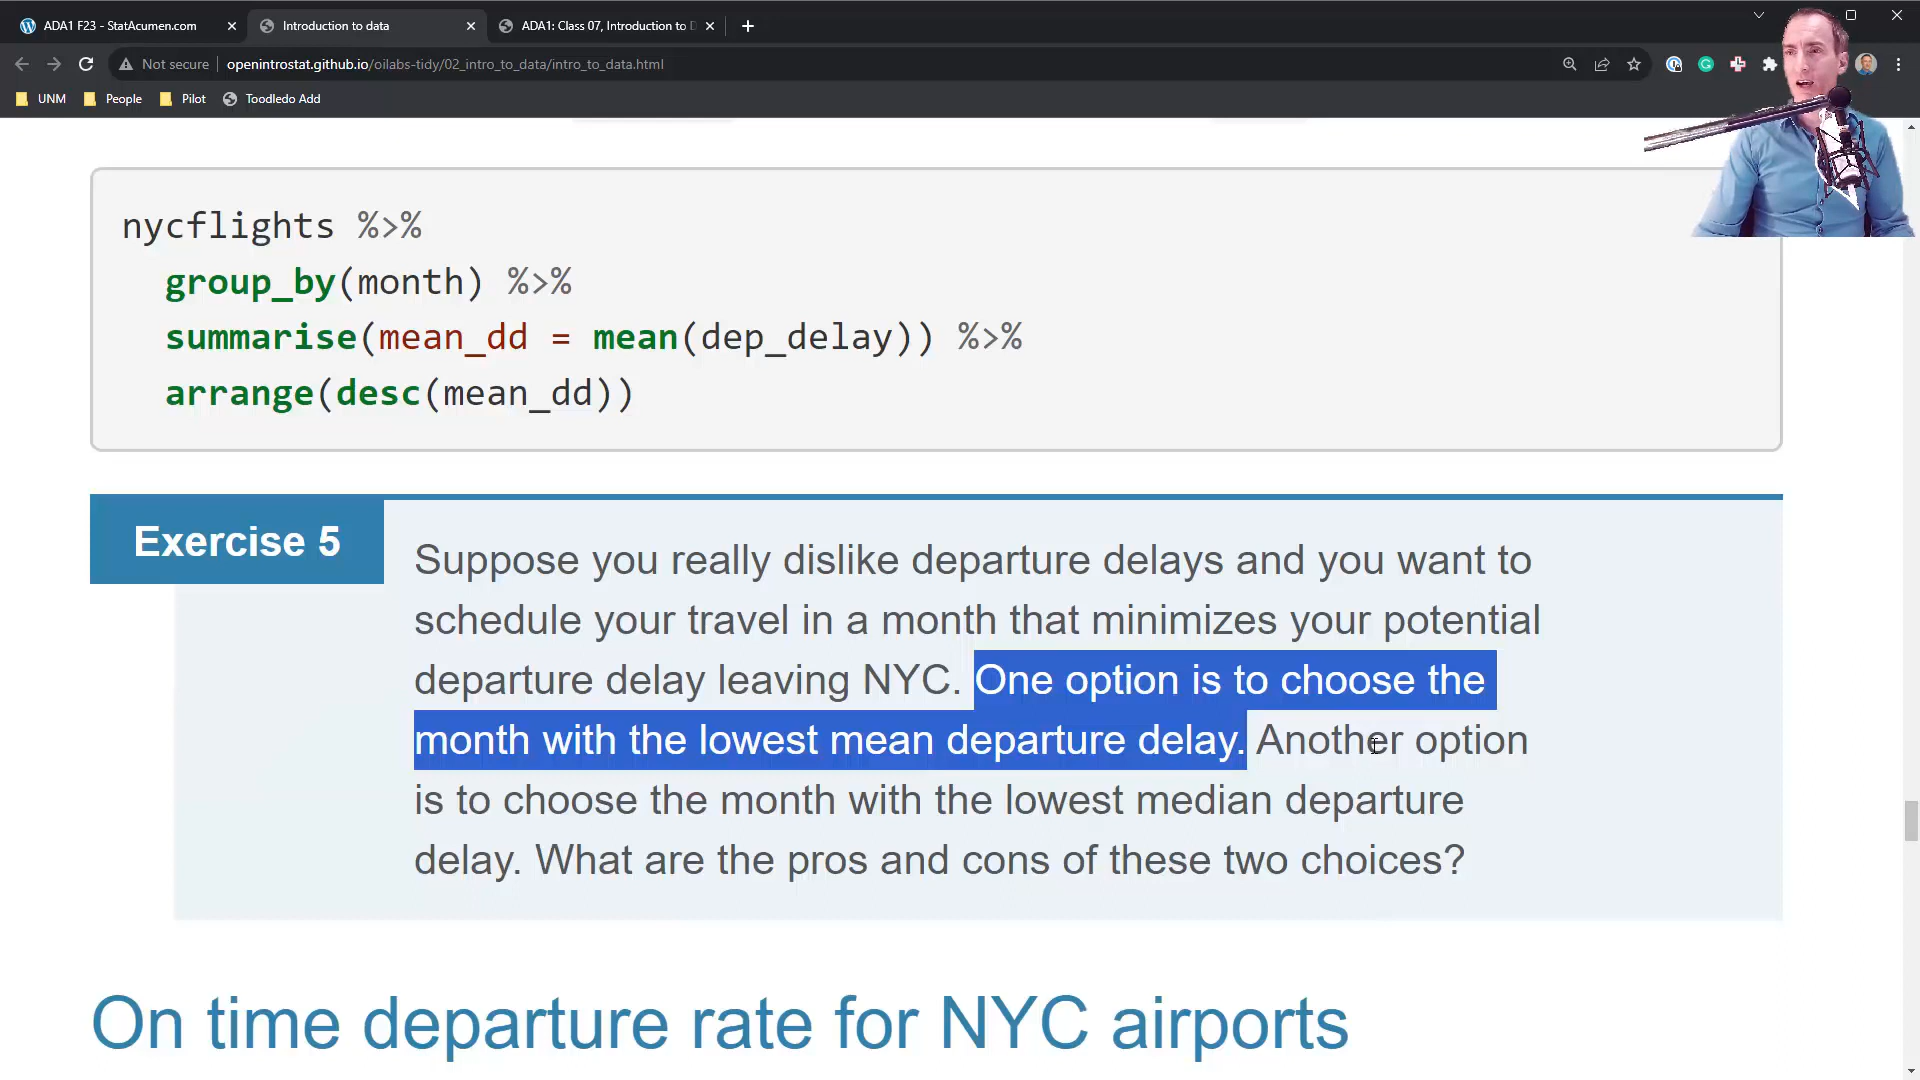 ADA1 F23 - StatAcumen.com
Introduction to data
ADA1: Class 07, Introduction to D
Not secure
openintrostat.github.io/oilabs-tidy/02_intro_to_data/intro_to_data.html
UNM
People
Pilot
Toodledo Add
nycflights %>%
group_by(month) %>%
summarise(mean_dd = mean(dep_delay)) %>%
arrange(desc(mean_dd))
Exercise 5
Suppose you really dislike departure delays and you want to
schedule your travel in a month that minimizes your potential
departure delay leaving NYC. One option is to choose the
month with the lowest mean departure delay. Another option
is to choose the month with the lowest median departure
delay. What are the pros and cons of these two choices?
On time departure rate for NYC airports